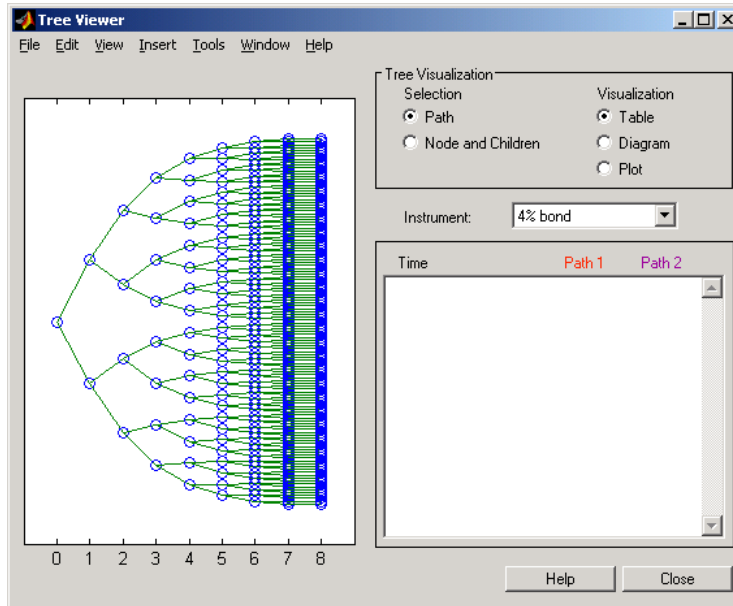 Tree Viewer
File Edit View Insert Tools Window Help
Tree Visualization
Selection
Path
Node and Children
Visualization
Table
Diagram
Plot
Instrument: 4% bond
Time Path 1 Path 2
0 1 2 3 4 5 6 7 8
Help Close